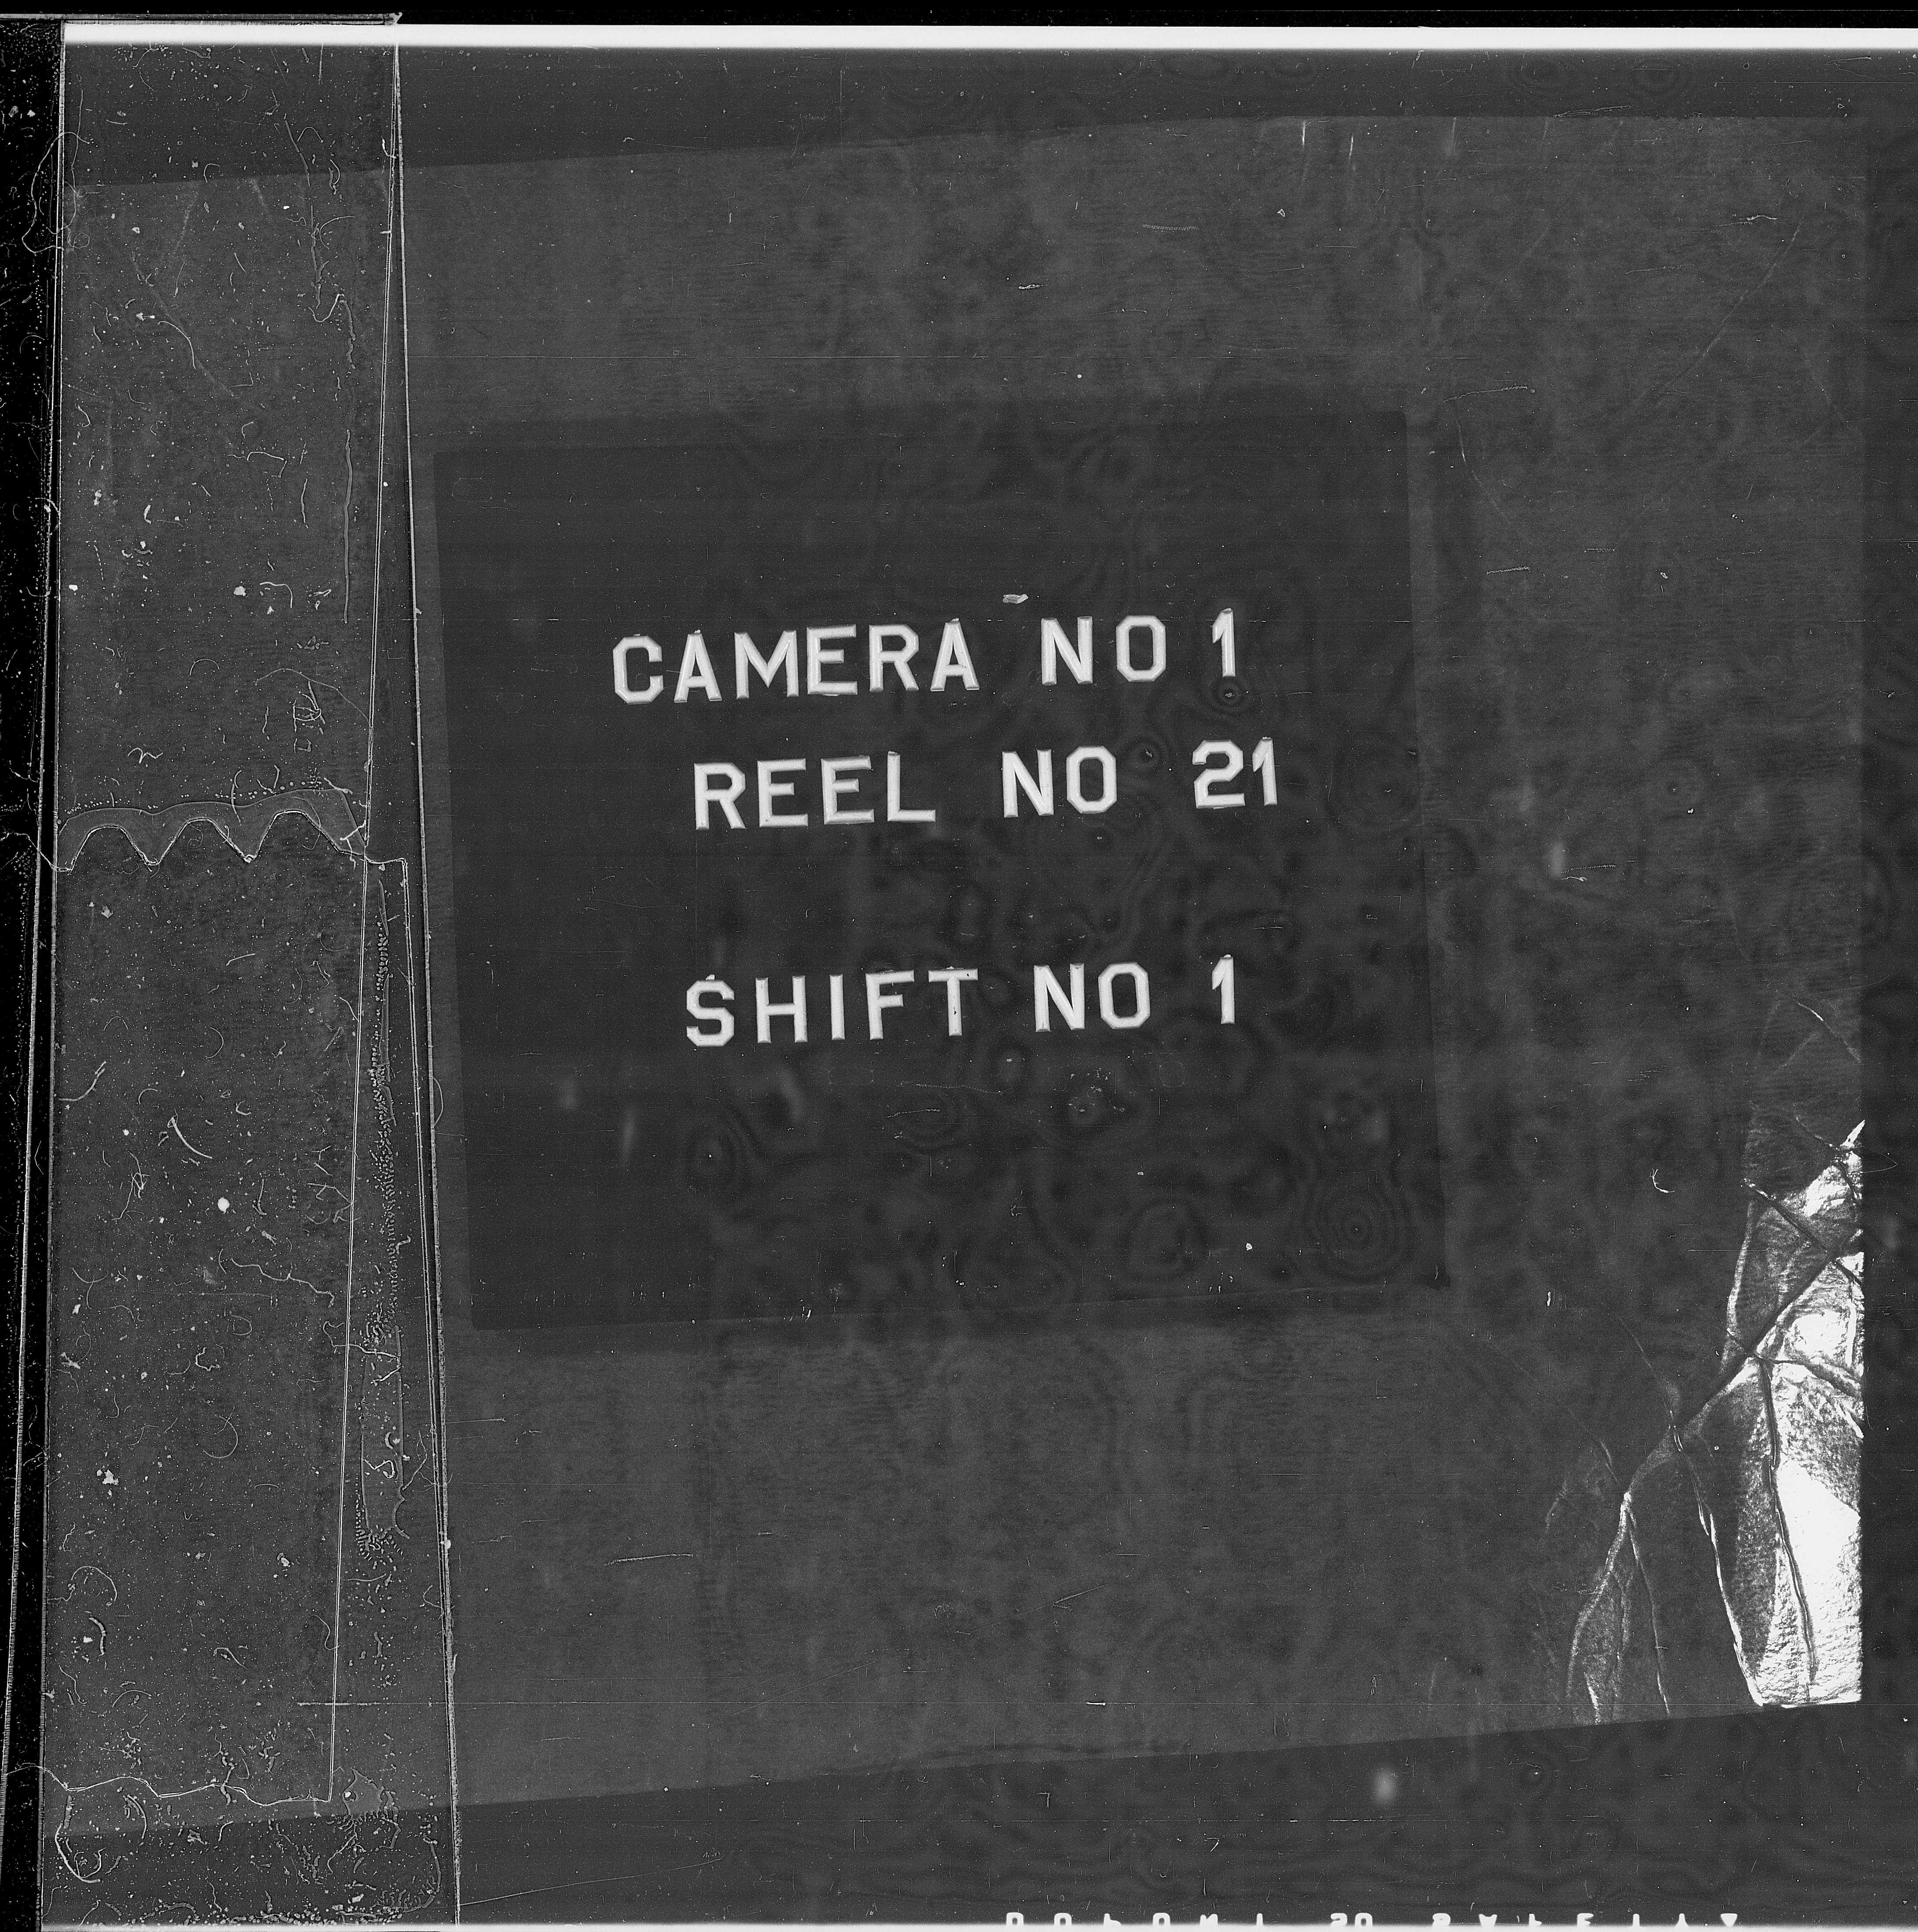 CAMERA NO 1
REEL NO 21
SHIFT NO 1